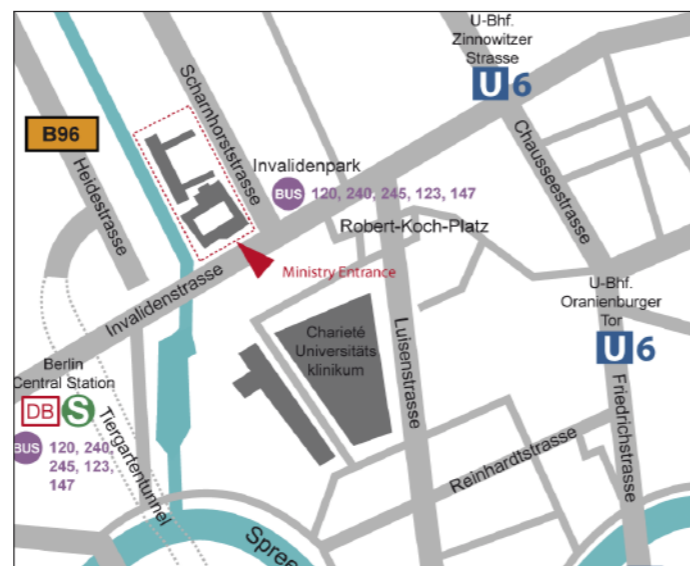 U-Bhf.
Zinnowitzer
Strasse
U6
B96
Scharnhorststrasse
Heidestrasse
Invalidenpark
BUS 120, 240, 245, 123, 147
Chausseestrasse
Robert-Koch-Platz
Ministry Entrance
Invalidenstrasse
U-Bhf.
Oranienburger
Tor
U6
Charieté
Universitäts
klinikum
Luisenstrasse
Berlin
Central Station
DB S
BUS 120, 240,
245, 123,
147
Tiergartentunnel
Friedrichstrasse
Reinhardtstrasse
Spree